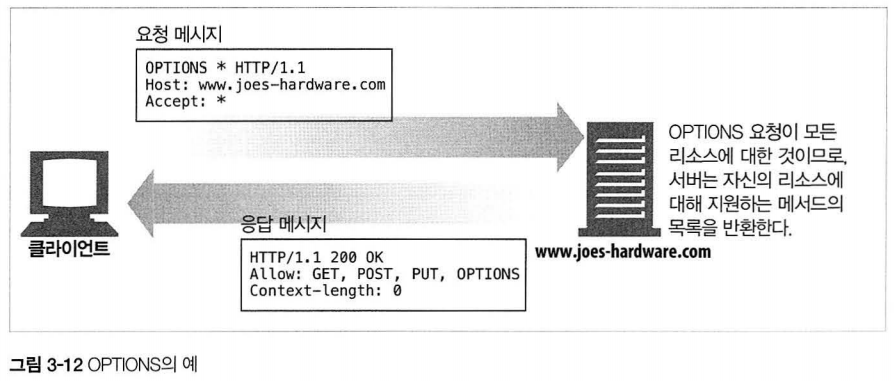 요청 메시지
OPTIONS * HTTP/1.1
Host: www.joes-hardware.com
Accept: *
OPTIONS 요청이 모든
리소스에 대한 것이므로,
서버는 자신의 리소스에
대해 지원하는 메서드의
목록을 반환한다.
클라이언트
www.joes-hardware.com
응답 메시지
HTTP/1.1 200 OK
Allow: GET, POST, PUT, OPTIONS
Context-length: 0
그림 3-12 OPTIONS의 예